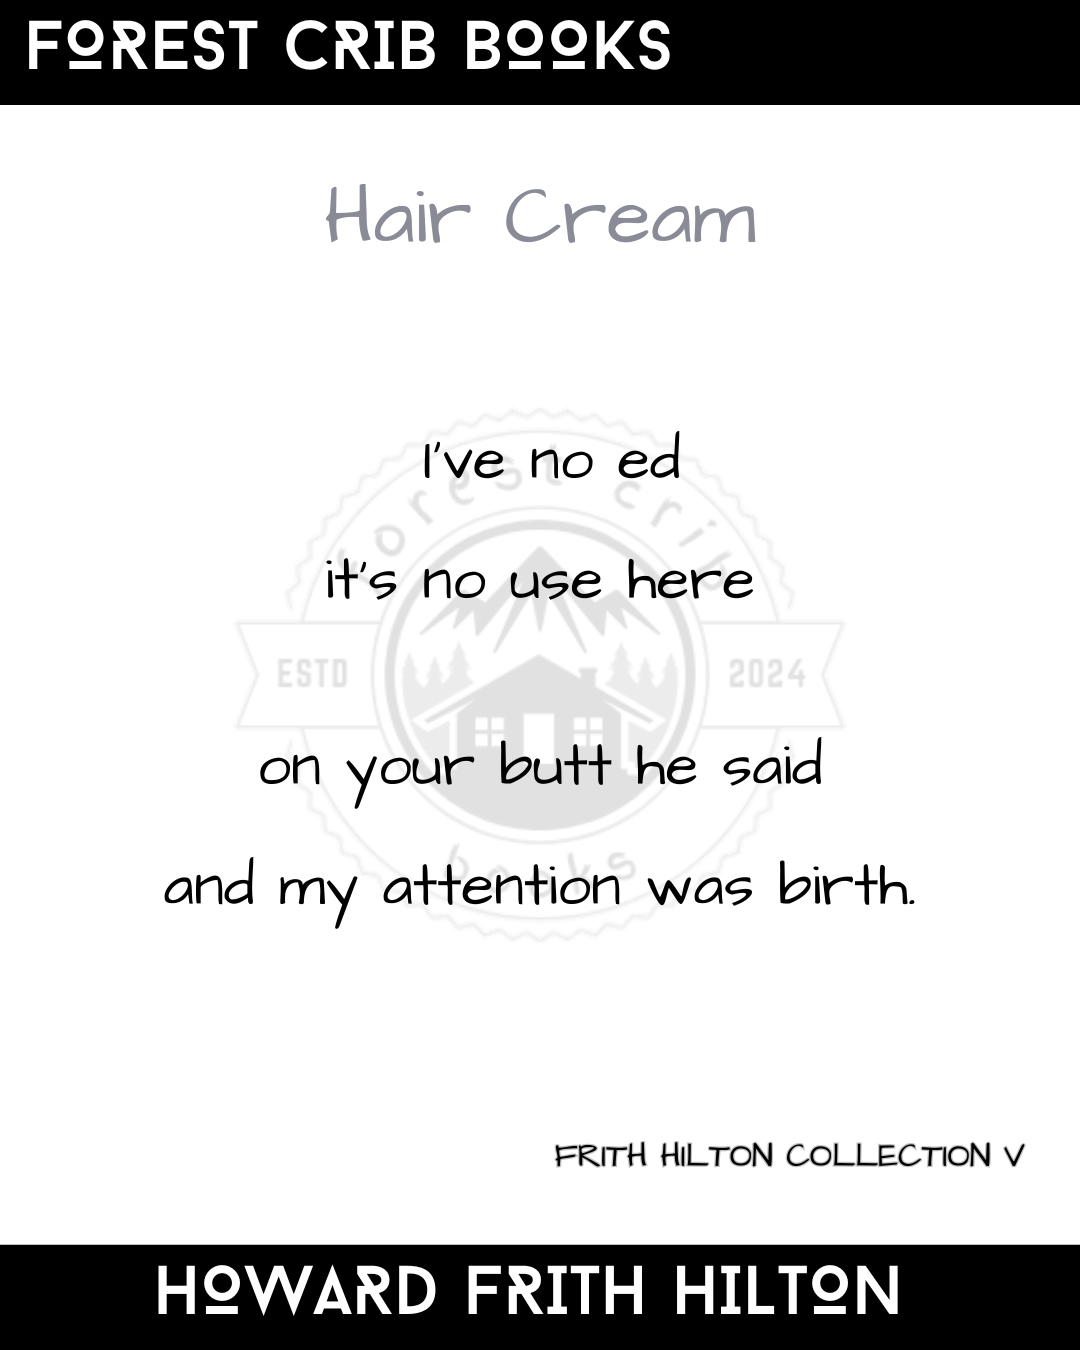 FOREST CRIB BOOKS
Hair Cream
I've no ed
it's no use here
on your butt he said
and my attention was birth.
forest crib
ESTD 2024
books
FRITH HILTON COLLECTION V
HOWARD FRITH HILTON